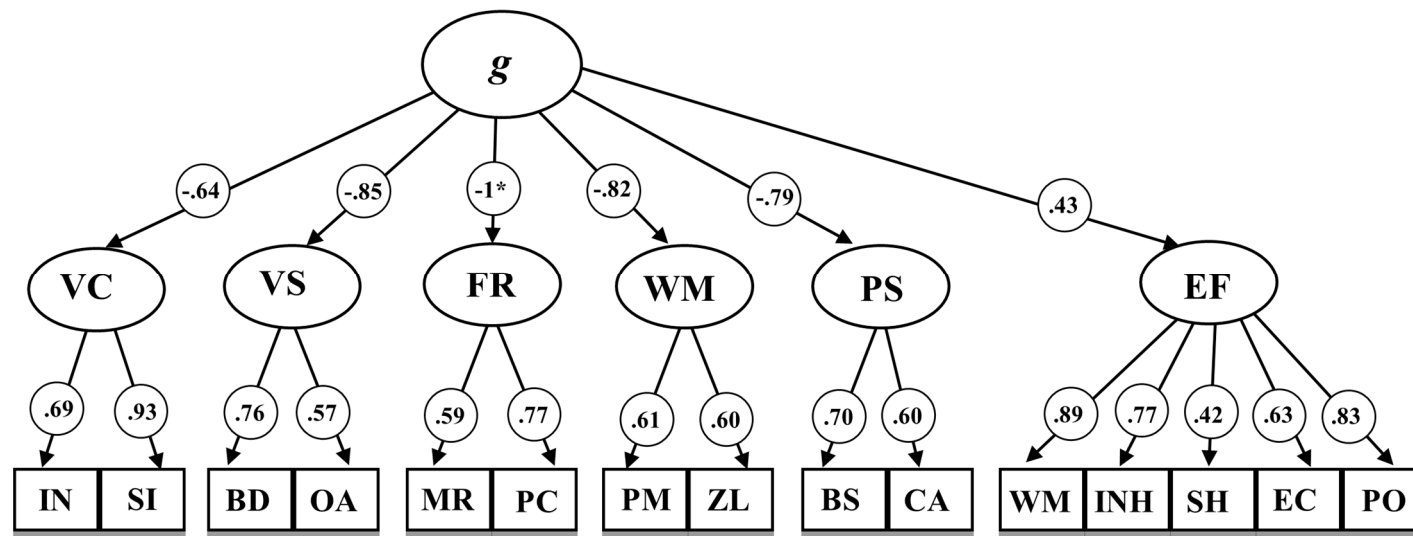 g
-.64 -.85 -1* -.82 -.79 .43
VC VS FR WM PS EF
.69 .93 .76 .57 .59 .77 .61 .60 .70 .60 .89 .77 .42 .63 .83
IN SI BD OA MR PC PM ZL BS CA WM INH SH EC PO